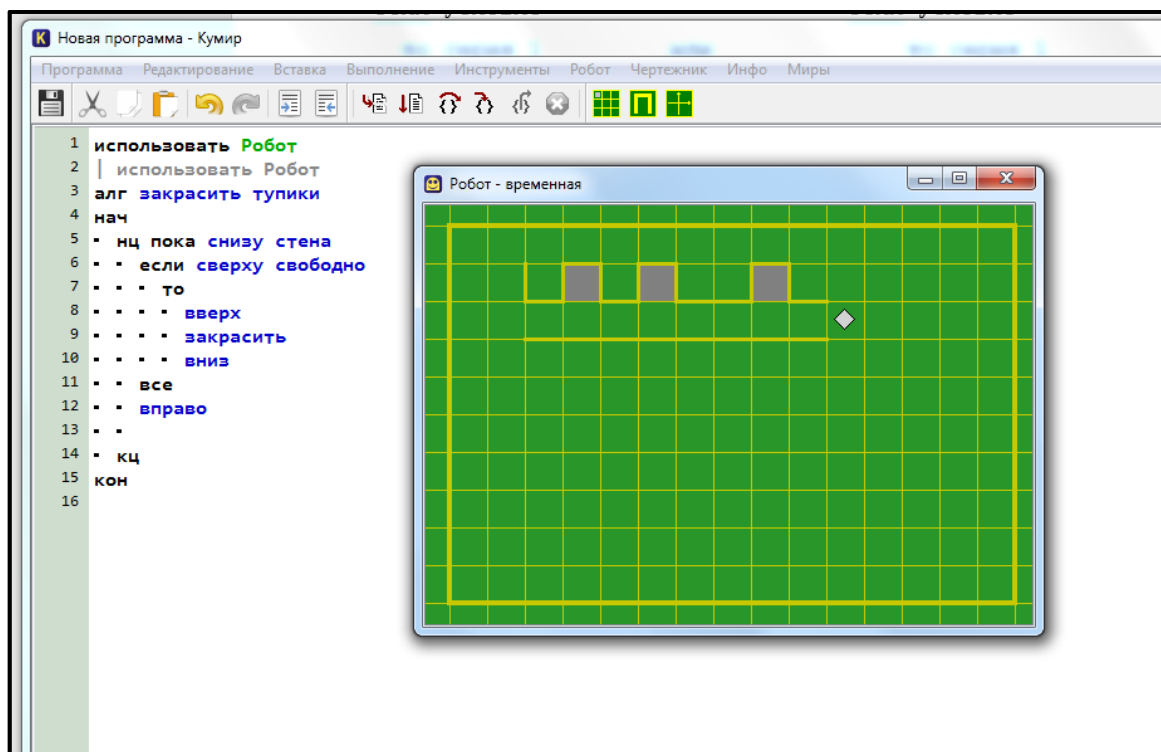 Новая программа - Кумир
Программа Редактирование Вставка Выполнение Инструменты Робот Чертежник Инфо Миры
1 использовать Робот
2 | использовать Робот
3 алг закрасить тупики
4 нач
5 ▪ нц пока снизу стена
6 ▪ ▪ если сверху свободно
7 ▪ ▪ ▪ то
8 ▪ ▪ ▪ ▪ вверх
9 ▪ ▪ ▪ ▪ закрасить
10 ▪ ▪ ▪ ▪ вниз
11 ▪ ▪ все
12 ▪ ▪ вправо
13 ▪ ▪
14 ▪ кц
15 кон
16
Робот - временная